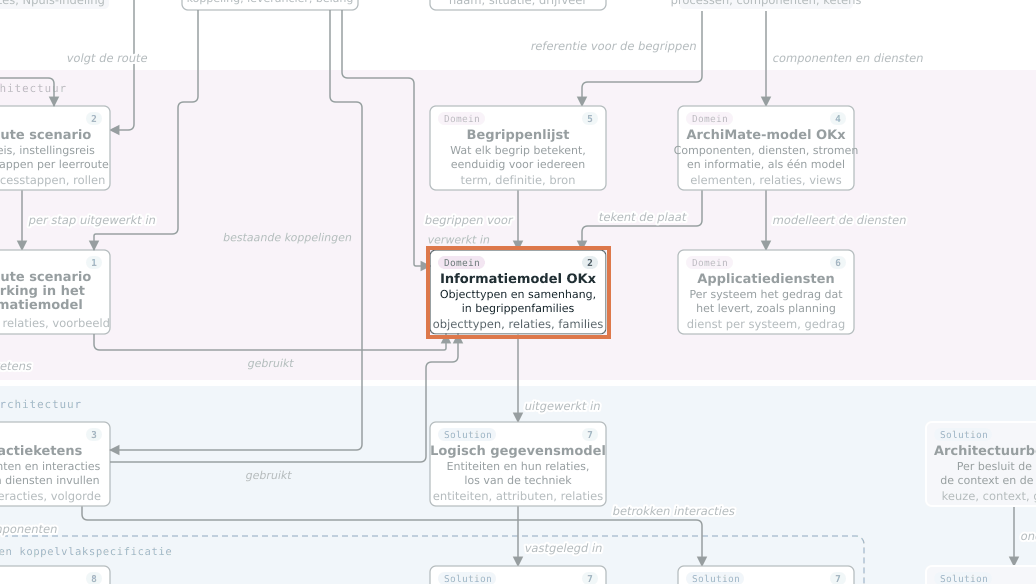 koppeling, leverancier, belang
naam, situatie, drijfveer
processen, componenten, ketens
volgt de route
referentie voor de begrippen
componenten en diensten
2
ute scenario
eis, instellingsreis
appen per leerroute
cesstappen, rollen
Domein 5
Begrippenlijst
Wat elk begrip betekent,
eenduidig voor iedereen
term, definitie, bron
Domein 4
ArchiMate-model OKx
Componenten, diensten, stromen
en informatie, als één model
elementen, relaties, views
per stap uitgewerkt in
bestaande koppelingen
begrippen voor
verwerkt in
tekent de plaat
modelleert de diensten
1
ute scenario
rking in het
matiemodel
relaties, voorbeeld
Domein 2
Informatiemodel OKx
Objecttypen en samenhang,
in begrippenfamilies
objecttypen, relaties, families
Domein 6
Applicatiediensten
Per systeem het gedrag dat
het levert, zoals planning
dienst per systeem, gedrag
etens
gebruikt
rchitectuur
uitgewerkt in
3
actieketens
nten en interacties
n diensten invullen
eracties, volgorde
Solution 7
Logisch gegevensmodel
Entiteiten en hun relaties,
los van de techniek
entiteiten, attributen, relaties
Solution
Architectuurb
Per besluit de
de context en de
keuze, context, g
gebruikt
betrokken interacties
mponenten
en koppelvlakspecificatie
vastgelegd in
8
Solution 7
Solution 7
Solution